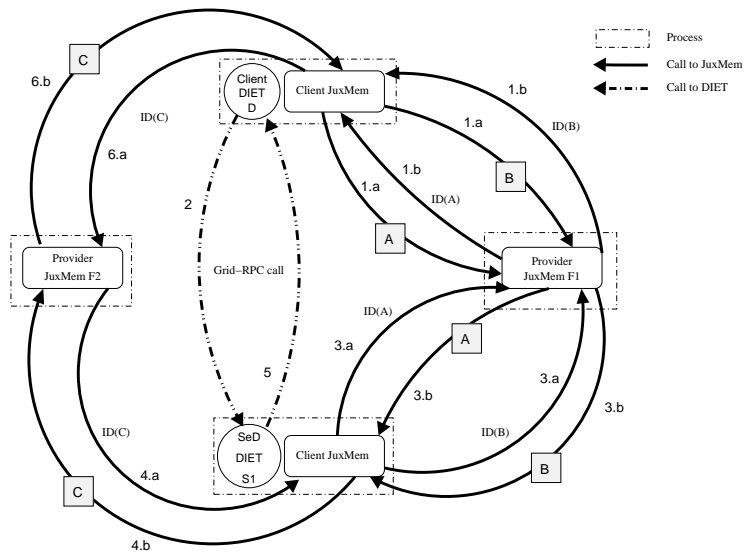 C
Process
6.b
Call to JuxMem
Call to DIET
Client
DIET
D
Client JuxMem
1.b
ID(C)
1.a
ID(B)
6.a
1.b
1.a
B
ID(A)
2
A
Provider
JuxMem F2
Grid-RPC call
Provider
JuxMem F1
ID(A)
3.a
A
5
3.a
3.b
3.b
ID(C)
SeD
DIET
S1
Client JuxMem
ID(B)
4.a
B
C
4.b